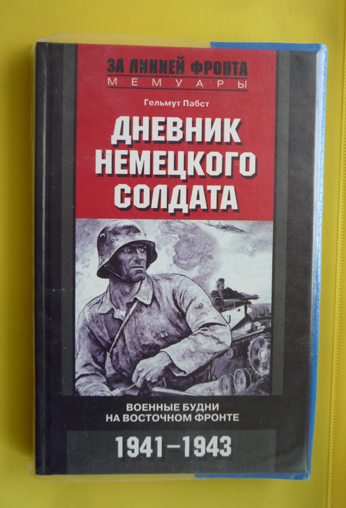 ЗА ЛИНИЕЙ ФРОНТА
МЕМУАРЫ
Гельмут Пабст
ДНЕВНИК
НЕМЕЦКОГО
СОЛДАТА
ВОЕННЫЕ БУДНИ
НА ВОСТОЧНОМ ФРОНТЕ
1941–1943